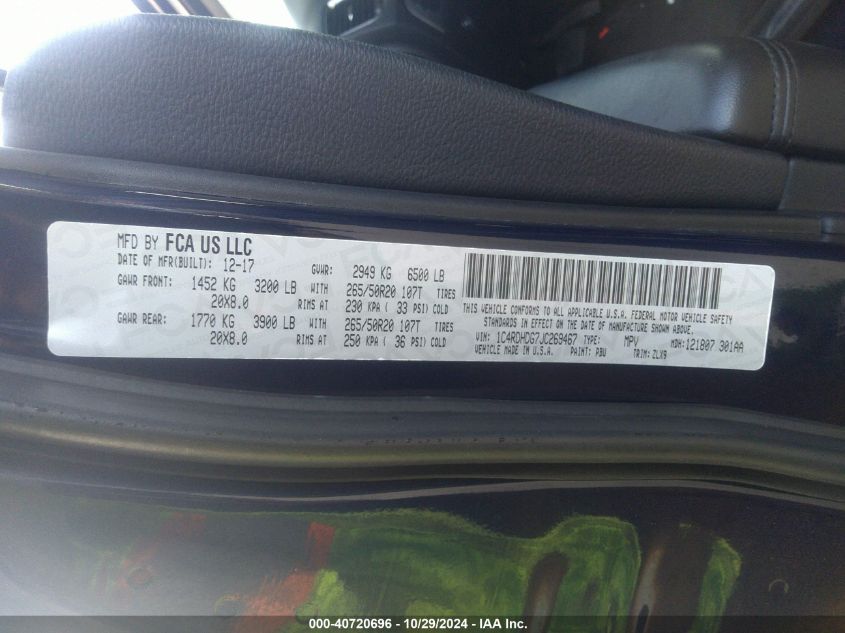 MFD BY FCA US LLC
DATE OF MFR(BUILT): 12-17 GVWR: 2949 KG 6500 LB
GAWR FRONT: 1452 KG 3200 LB WITH 265/50R20 107T TIRES
20X8.0 RIMS AT 230 KPA ( 33 PSI) COLD
GAWR REAR: 1770 KG 3900 LB WITH 265/50R20 107T TIRES
20X8.0 RIMS AT 250 KPA ( 36 PSI) COLD
THIS VEHICLE CONFORMS TO ALL APPLICABLE U.S.A. FEDERAL MOTOR VEHICLE SAFETY
STANDARDS IN EFFECT ON THE DATE OF MANUFACTURE SHOWN ABOVE.
VIN: 1C4RDHDG7JC269467 TYPE: MPV MDH: 121807 301AA
VEHICLE MADE IN U.S.A. PAINT: PBU TRIM: ZLX9
000-40720696 - 10/29/2024 - IAA Inc.